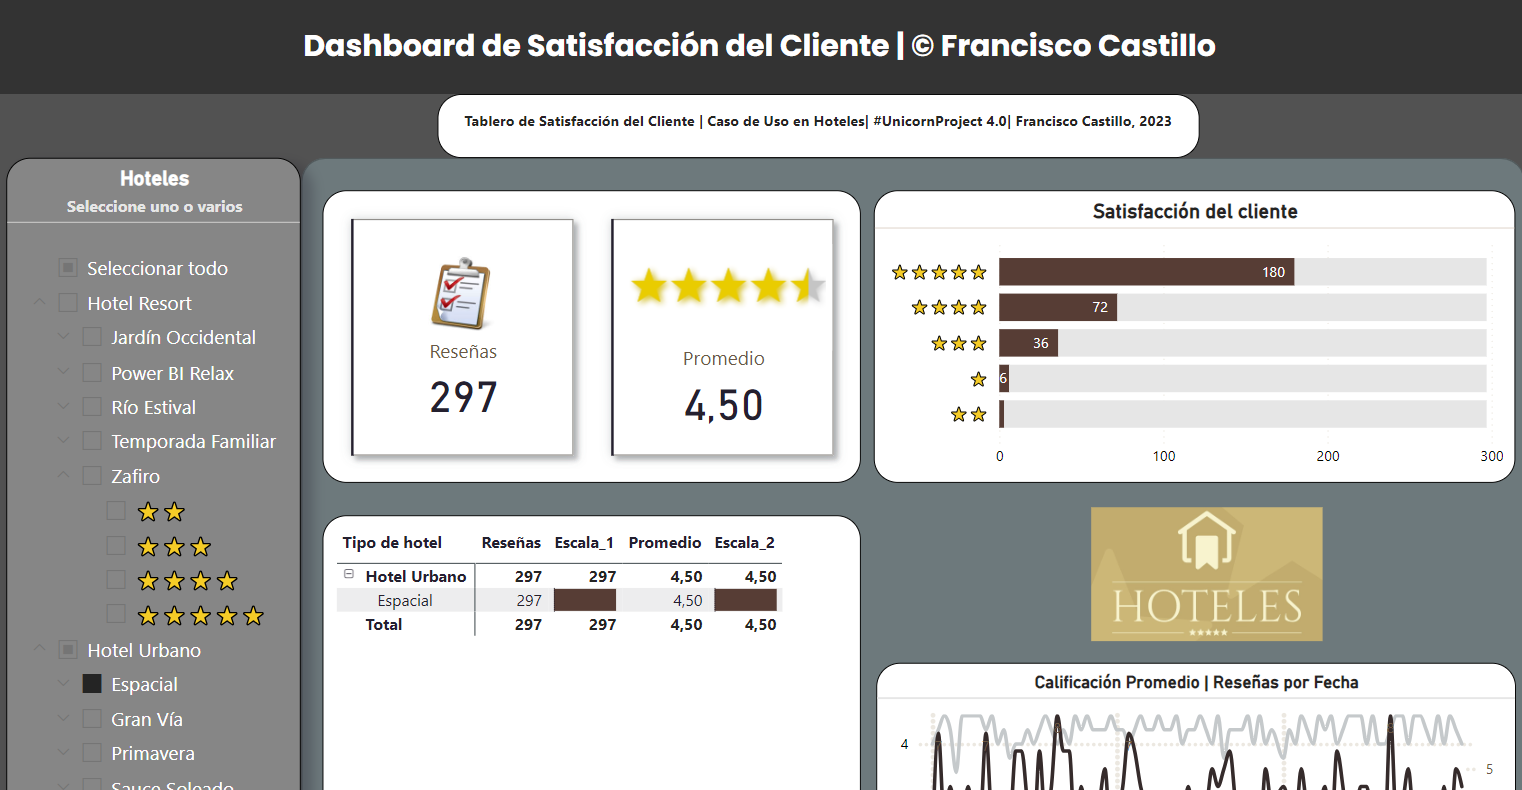 Dashboard de Satisfacción del Cliente | © Francisco Castillo
Tablero de Satisfacción del Cliente | Caso de Uso en Hoteles| #UnicornProject 4.0| Francisco Castillo, 2023
Hoteles
Seleccione uno o varios
Seleccionar todo
Hotel Resort
Jardín Occidental
Power BI Relax
Río Estival
Temporada Familiar
Zafiro
Hotel Urbano
Espacial
Gran Vía
Primavera
Sauce Soleado
Reseñas
297
Promedio
4,50
Satisfacción del cliente
180
72
36
6
0 100 200 300
Tipo de hotel Reseñas Escala_1 Promedio Escala_2
Hotel Urbano 297 297 4,50 4,50
Espacial 297 4,50
Total 297 297 4,50 4,50
HOTELES
Calificación Promedio | Reseñas por Fecha
4
5